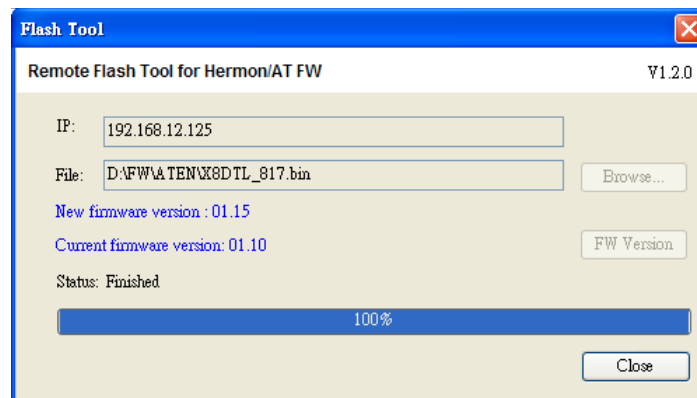 Flash Tool
Remote Flash Tool for Hermon/AT FW V1.2.0
IP: 192.168.12.125
File: D:\FW\ATEN\X8DTL_817.bin Browse...
New firmware version : 01.15
Current firmware version: 01.10 FW Version
Status: Finished
100%
Close